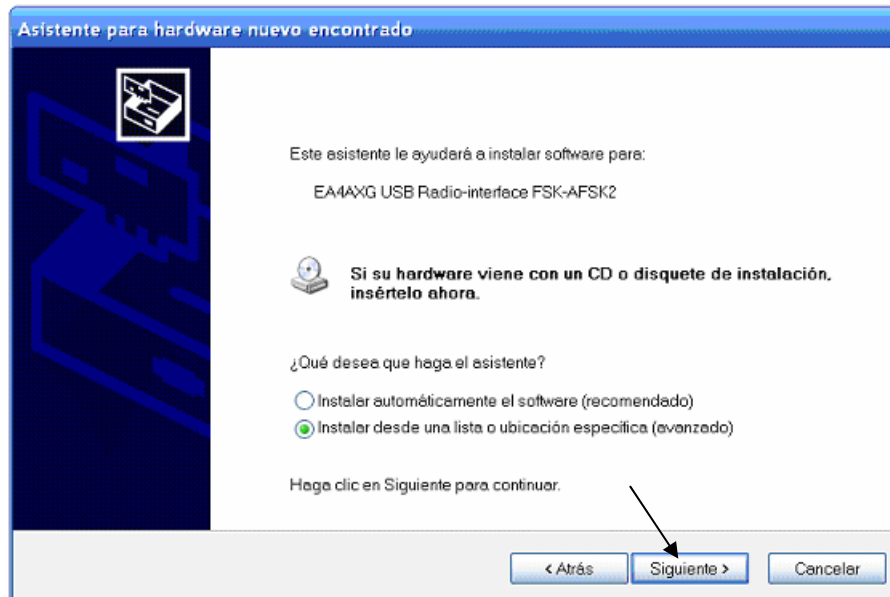 Asistente para hardware nuevo encontrado
Este asistente le ayudará a instalar software para:
EA4AXG USB Radio-interface FSK-AFSK2
Si su hardware viene con un CD o disquete de instalación,
insértelo ahora.
¿Qué desea que haga el asistente?
Instalar automáticamente el software (recomendado)
Instalar desde una lista o ubicación específica (avanzado)
Haga clic en Siguiente para continuar.
< Atrás
Siguiente >
Cancelar